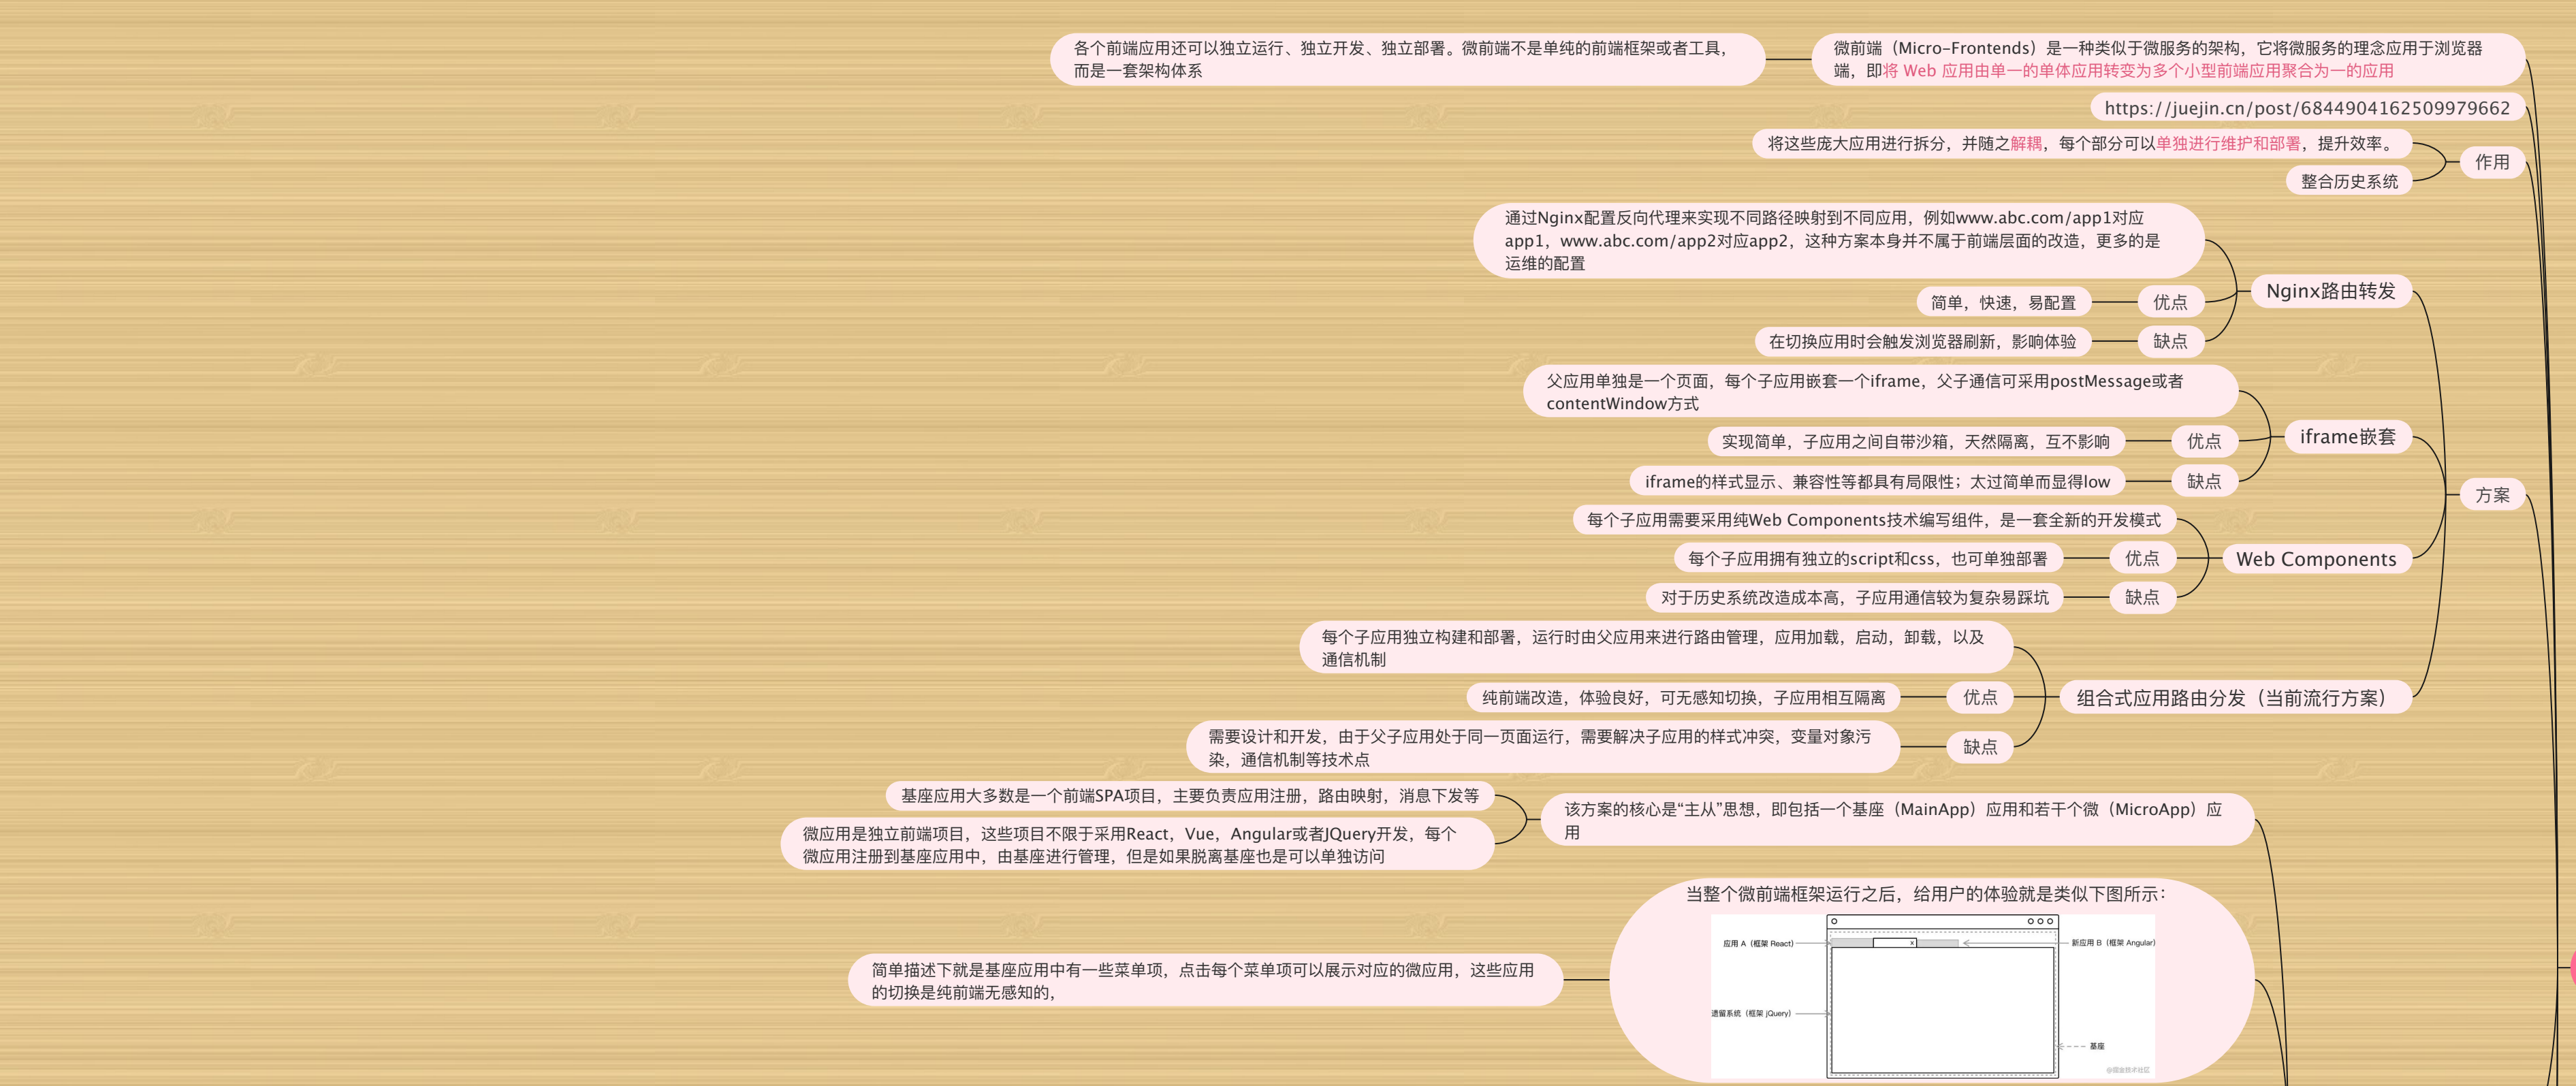 微前端（Micro-Frontends）是一种类似于微服务的架构，它将微服务的理念应用于浏览器
端，即将 Web 应用由单一的单体应用转变为多个小型前端应用聚合为一的应用
各个前端应用还可以独立运行、独立开发、独立部署。微前端不是单纯的前端框架或者工具，
而是一套架构体系
https://juejin.cn/post/6844904162509979662
作用
将这些庞大应用进行拆分，并随之解耦，每个部分可以单独进行维护和部署，提升效率。
整合历史系统
方案
Nginx路由转发
通过Nginx配置反向代理来实现不同路径映射到不同应用，例如www.abc.com/app1对应
app1，www.abc.com/app2对应app2，这种方案本身并不属于前端层面的改造，更多的是
运维的配置
优点
简单，快速，易配置
缺点
在切换应用时会触发浏览器刷新，影响体验
iframe嵌套
父应用单独是一个页面，每个子应用嵌套一个iframe，父子通信可采用postMessage或者
contentWindow方式
优点
实现简单，子应用之间自带沙箱，天然隔离，互不影响
缺点
iframe的样式显示、兼容性等都具有局限性；太过简单而显得low
Web Components
每个子应用需要采用纯Web Components技术编写组件，是一套全新的开发模式
优点
每个子应用拥有独立的script和css，也可单独部署
缺点
对于历史系统改造成本高，子应用通信较为复杂易踩坑
组合式应用路由分发（当前流行方案）
每个子应用独立构建和部署，运行时由父应用来进行路由管理，应用加载，启动，卸载，以及
通信机制
优点
纯前端改造，体验良好，可无感知切换，子应用相互隔离
缺点
需要设计和开发，由于父子应用处于同一页面运行，需要解决子应用的样式冲突，变量对象污
染，通信机制等技术点
该方案的核心是“主从”思想，即包括一个基座（MainApp）应用和若干个微（MicroApp）应
用
基座应用大多数是一个前端SPA项目，主要负责应用注册，路由映射，消息下发等
微应用是独立前端项目，这些项目不限于采用React，Vue，Angular或者JQuery开发，每个
微应用注册到基座应用中，由基座进行管理，但是如果脱离基座也是可以单独访问
当整个微前端框架运行之后，给用户的体验就是类似下图所示：
应用 A（框架 React）
x
新应用 B（框架 Angular）
遗留系统（框架 jQuery）
基座
@掘金技术社区
简单描述下就是基座应用中有一些菜单项，点击每个菜单项可以展示对应的微应用，这些应用
的切换是纯前端无感知的，